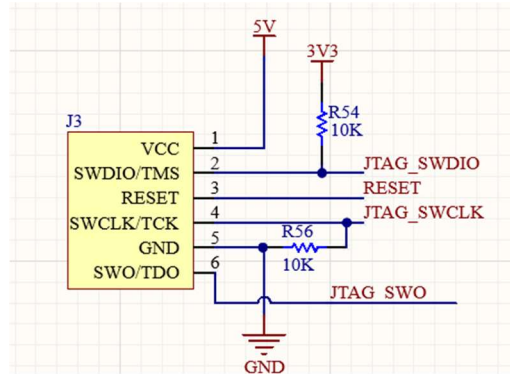 5V
3V3
J3
R54
10K
VCC 1
SWDIO/TMS 2 JTAG_SWDIO
RESET 3 RESET
SWCLK/TCK 4 JTAG_SWCLK
R56
GND 5
10K
SWO/TDO 6
JTAG_SWO
GND